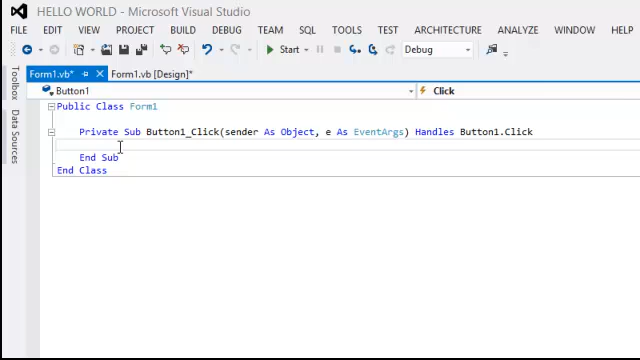 HELLO WORLD - Microsoft Visual Studio
FILE EDIT VIEW PROJECT BUILD DEBUG TEAM SQL TOOLS TEST ANALYZE WINDOW HELP
Start Debug
Form1.vb* Form1.vb [Design]*
Button1 Click
Public Class Form1
Private Sub Button1_Click(sender As Object, e As EventArgs) Handles Button1.Click
End Sub
End Class
Toolbox
Data Sources